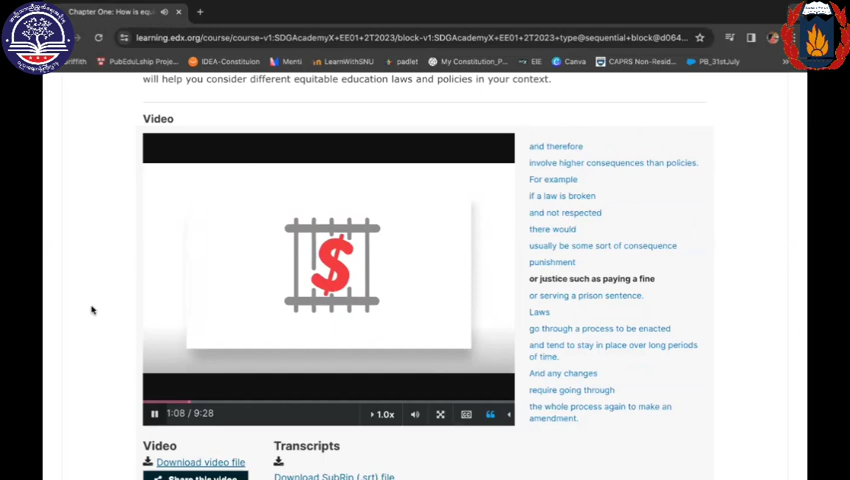 Chapter One: How is equ
learning.edx.org/course/course-v1:SDGAcademyX+EE01+2T2023/block-v1:SDGAcademyX+EE01+2T2023+type@sequential+block@d064...
riffith
PubEduLship Proje...
IDEA-Constituion
Menti
LearnWithSNU
padlet
My Constitution_P...
EIE
Canva
CAPRS Non-Resid...
PB_31stJuly
will help you consider different equitable education laws and policies in your context.
Video
and therefore
involve higher consequences than policies.
For example
if a law is broken
and not respected
there would
usually be some sort of consequence
punishment
or justice such as paying a fine
or serving a prison sentence.
Laws
go through a process to be enacted
and tend to stay in place over long periods
of time.
And any changes
require going through
the whole process again to make an
amendment.
$
1:08 / 9:28
1.0x
Video
Transcripts
Download video file
Download SubRip (.srt) file
Share this video